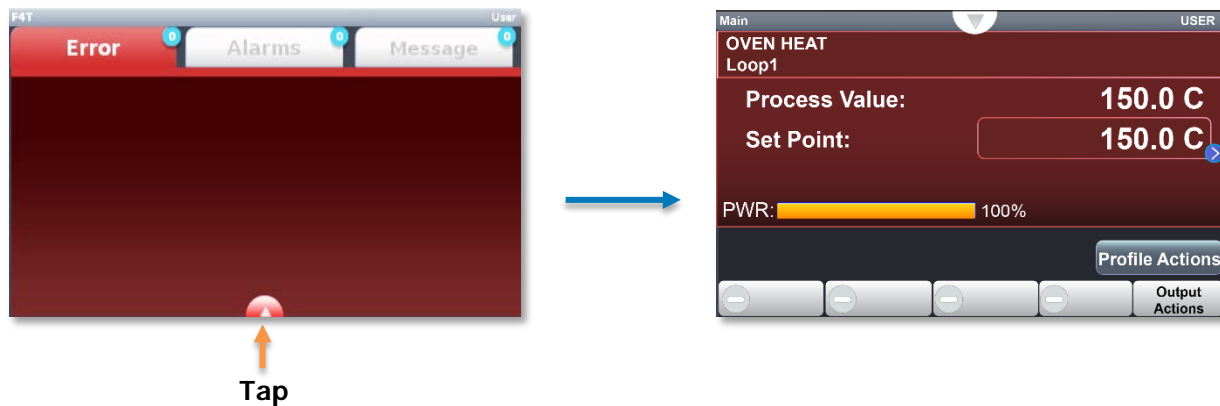 F4T User
Error 0 Alarms 0 Message 0
Tap
Main USER
OVEN HEAT
Loop1
Process Value: 150.0 C
Set Point: 150.0 C
PWR: 100%
Profile Actions
Output
Actions